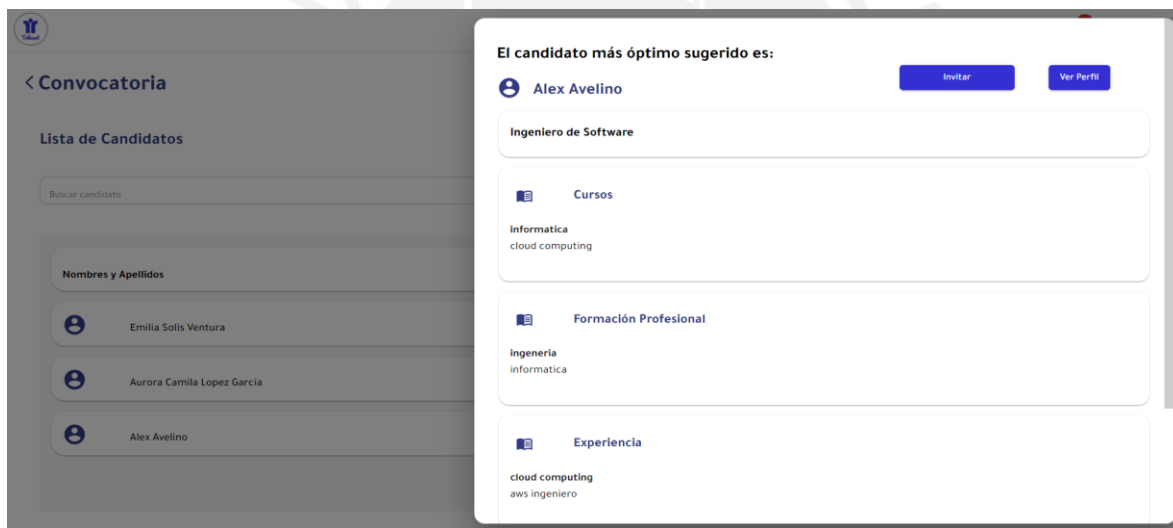 Convocatoria
Lista de Candidatos
Buscar candidato
Nombres y Apellidos
Emilia Solis Ventura
Aurora Camila Lopez Garcia
Alex Avelino
El candidato más óptimo sugerido es:
Alex Avelino
Invitar
Ver Perfil
Ingeniero de Software
Cursos
informatica
cloud computing
Formación Profesional
ingeneria
informatica
Experiencia
cloud computing
aws ingeniero